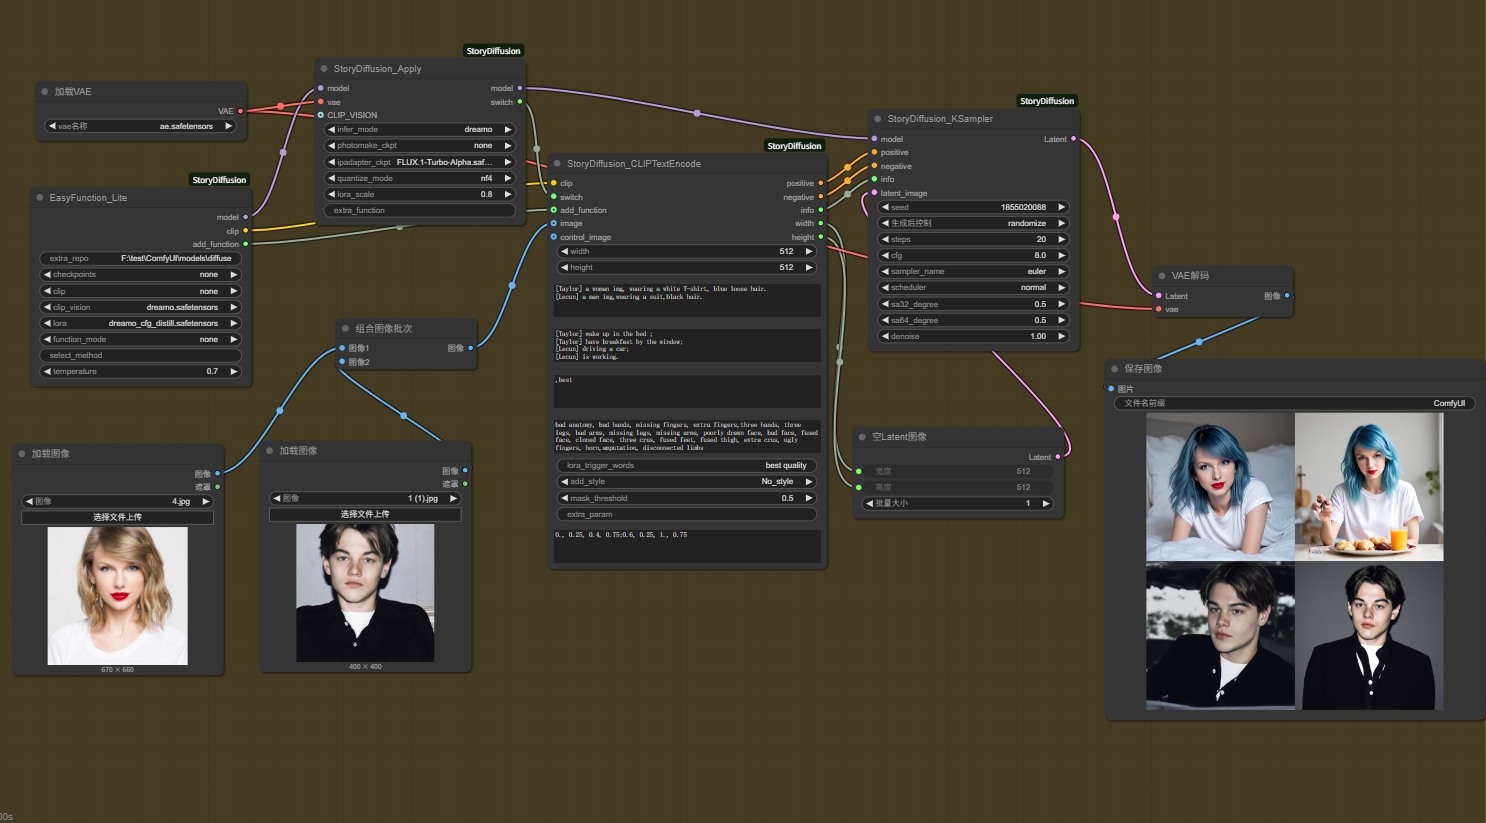 加载VAE
VAE
vae名称
ae.safetensors
StoryDiffusion
EasyFunction_Lite
model
clip
add_function
extra_repo
F:\test\ComfyUI\models\diffuse
checkpoints
none
clip
none
clip_vision
dreamo.safetensors
lora
dreamo_cfg_distill.safetensors
function_mode
none
select_method
temperature
0.7
StoryDiffusion
StoryDiffusion_Apply
model
model
vae
switch
CLIP_VISION
infer_mode
dreamo
photomake_ckpt
none
ipadapter_ckpt
FLUX.1-Turbo-Alpha.saf...
quantize_mode
nf4
lora_scale
0.8
extra_function
组合图像批次
图像1
图像
图像2
加载图像
图像
遮罩
图像
4.jpg
选择文件上传
670 × 660
加载图像
图像
遮罩
图像
1 (1).jpg
选择文件上传
400 × 400
StoryDiffusion
StoryDiffusion_CLIPTextEncode
clip
positive
switch
negative
add_function
info
image
width
control_image
height
width
512
height
512
[Taylor] a woman img, wearing a white T-shirt, blue loose hair.
[Lecun] a man img,wearing a suit,black hair.
[Taylor] wake up in the bed ;
[Taylor] have breakfast by the window;
[Lecun] driving a car;
[Lecun] is working.
,best
bad anatomy, bad hands, missing fingers, extra fingers,three hands, three
legs, bad arms, missing legs, missing arms, poorly drawn face, bad face, fused
face, cloned face, three crus, fused feet, fused thigh, extra crus, ugly
fingers, horn,amputation, disconnected limbs
lora_trigger_words
best quality
add_style
No_style
mask_threshold
0.5
extra_param
0., 0.25, 0.4, 0.75;0.6, 0.25, 1., 0.75
StoryDiffusion
StoryDiffusion_KSampler
model
Latent
positive
negative
info
latent_image
seed
1855020088
生成后控制
randomize
steps
20
cfg
8.0
sampler_name
euler
scheduler
normal
sa32_degree
0.5
sa64_degree
0.5
denoise
1.00
空Latent图像
Latent
宽度
512
高度
512
批量大小
1
VAE解码
Latent
图像
vae
保存图像
图片
文件名前缀
ComfyUI
00s